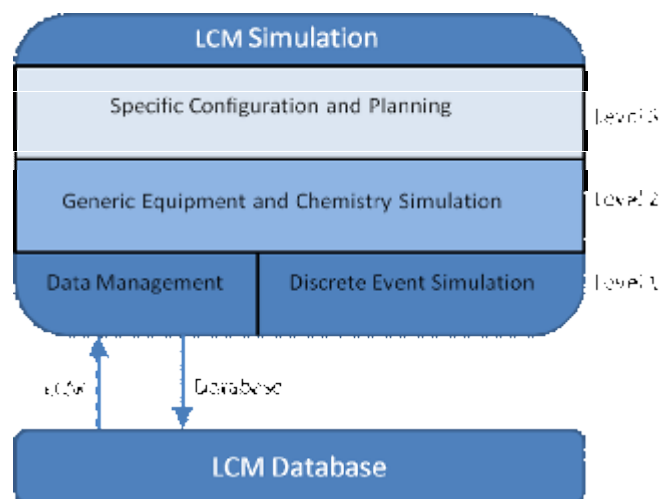 LCM Simulation
Specific Configuration and Planning
Level 3
Generic Equipment and Chemistry Simulation
Level 2
Data Management
Discrete Event Simulation
Level 1
Database
LCM Database